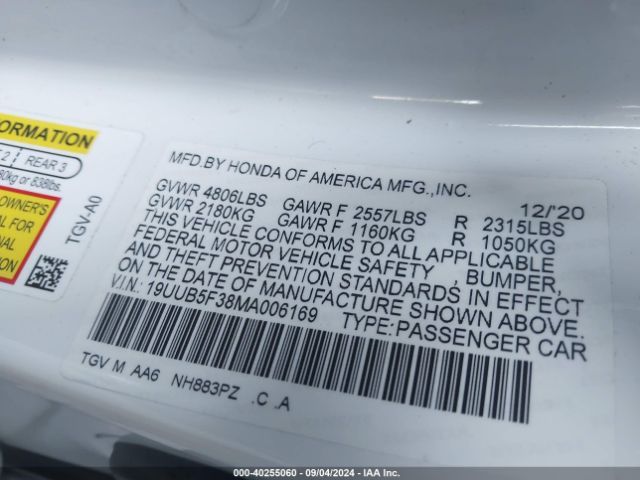 ORMATION
2 REAR 3
80kg or 838lbs.
OWNER'S
AL FOR
NAL
ATION
TGV-A0
MFD.BY HONDA OF AMERICA MFG.,INC.
12/'20
GVWR 4806LBS GAWR F 2557LBS R 2315LBS
GVWR 2180KG GAWR F 1160KG R 1050KG
THIS VEHICLE CONFORMS TO ALL APPLICABLE
FEDERAL MOTOR VEHICLE SAFETY , BUMPER,
AND THEFT PREVENTION STANDARDS IN EFFECT
ON THE DATE OF MANUFACTURE SHOWN ABOVE.
V.I.N.: 19UUB5F38MA006169 TYPE:PASSENGER CAR
TGV M AA6 NH883PZ .C .A
000-40255060 - 09/04/2024 - IAA Inc.